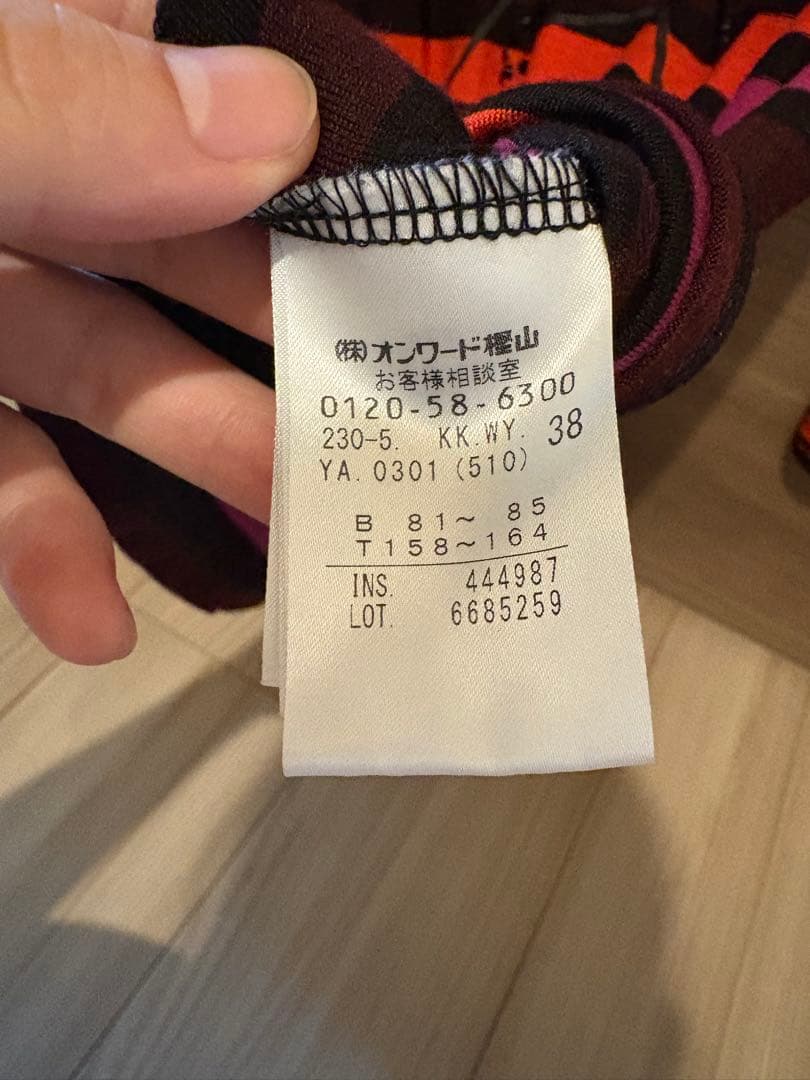 (株)オンワード樫山
お客様相談室
0120-58-6300
230-5. KK.WY. 38
YA.0301(510)
B 81～ 85
T158～164
INS. 444987
LOT. 6685259